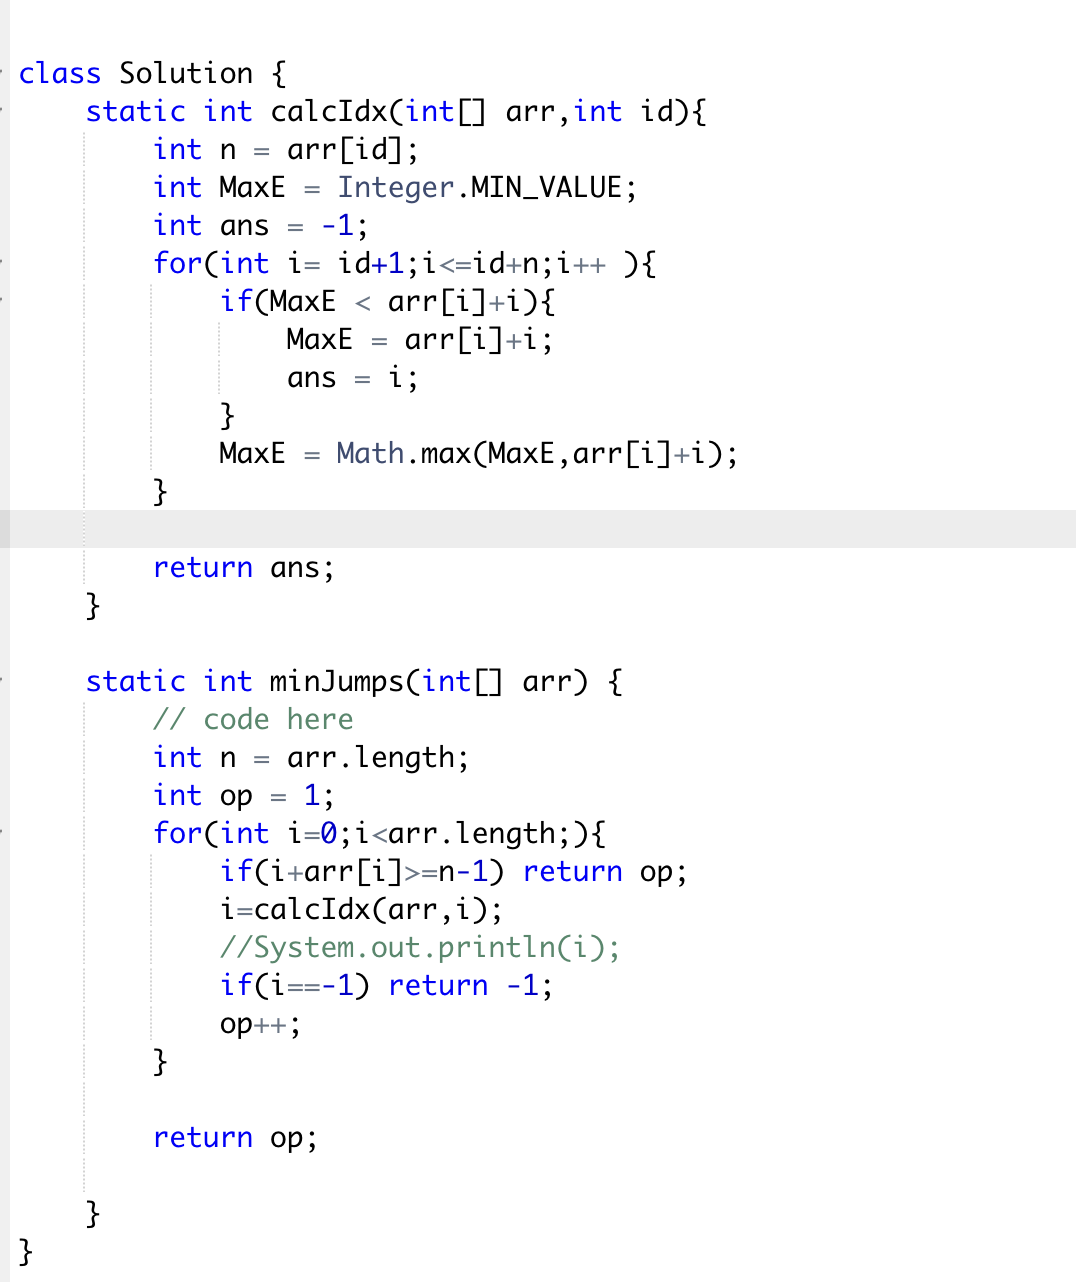 class Solution {
    static int calcIdx(int[] arr,int id){
        int n = arr[id];
        int MaxE = Integer.MIN_VALUE;
        int ans = -1;
        for(int i= id+1;i<=id+n;i++ ){
            if(MaxE < arr[i]+i){
                MaxE = arr[i]+i;
                ans = i;
            }
            MaxE = Math.max(MaxE,arr[i]+i);
        }
        return ans;
    }
    static int minJumps(int[] arr) {
        // code here
        int n = arr.length;
        int op = 1;
        for(int i=0;i<arr.length;){
            if(i+arr[i]>=n-1) return op;
            i=calcIdx(arr,i);
            //System.out.println(i);
            if(i==-1) return -1;
            op++;
        }
        return op;
    }
}